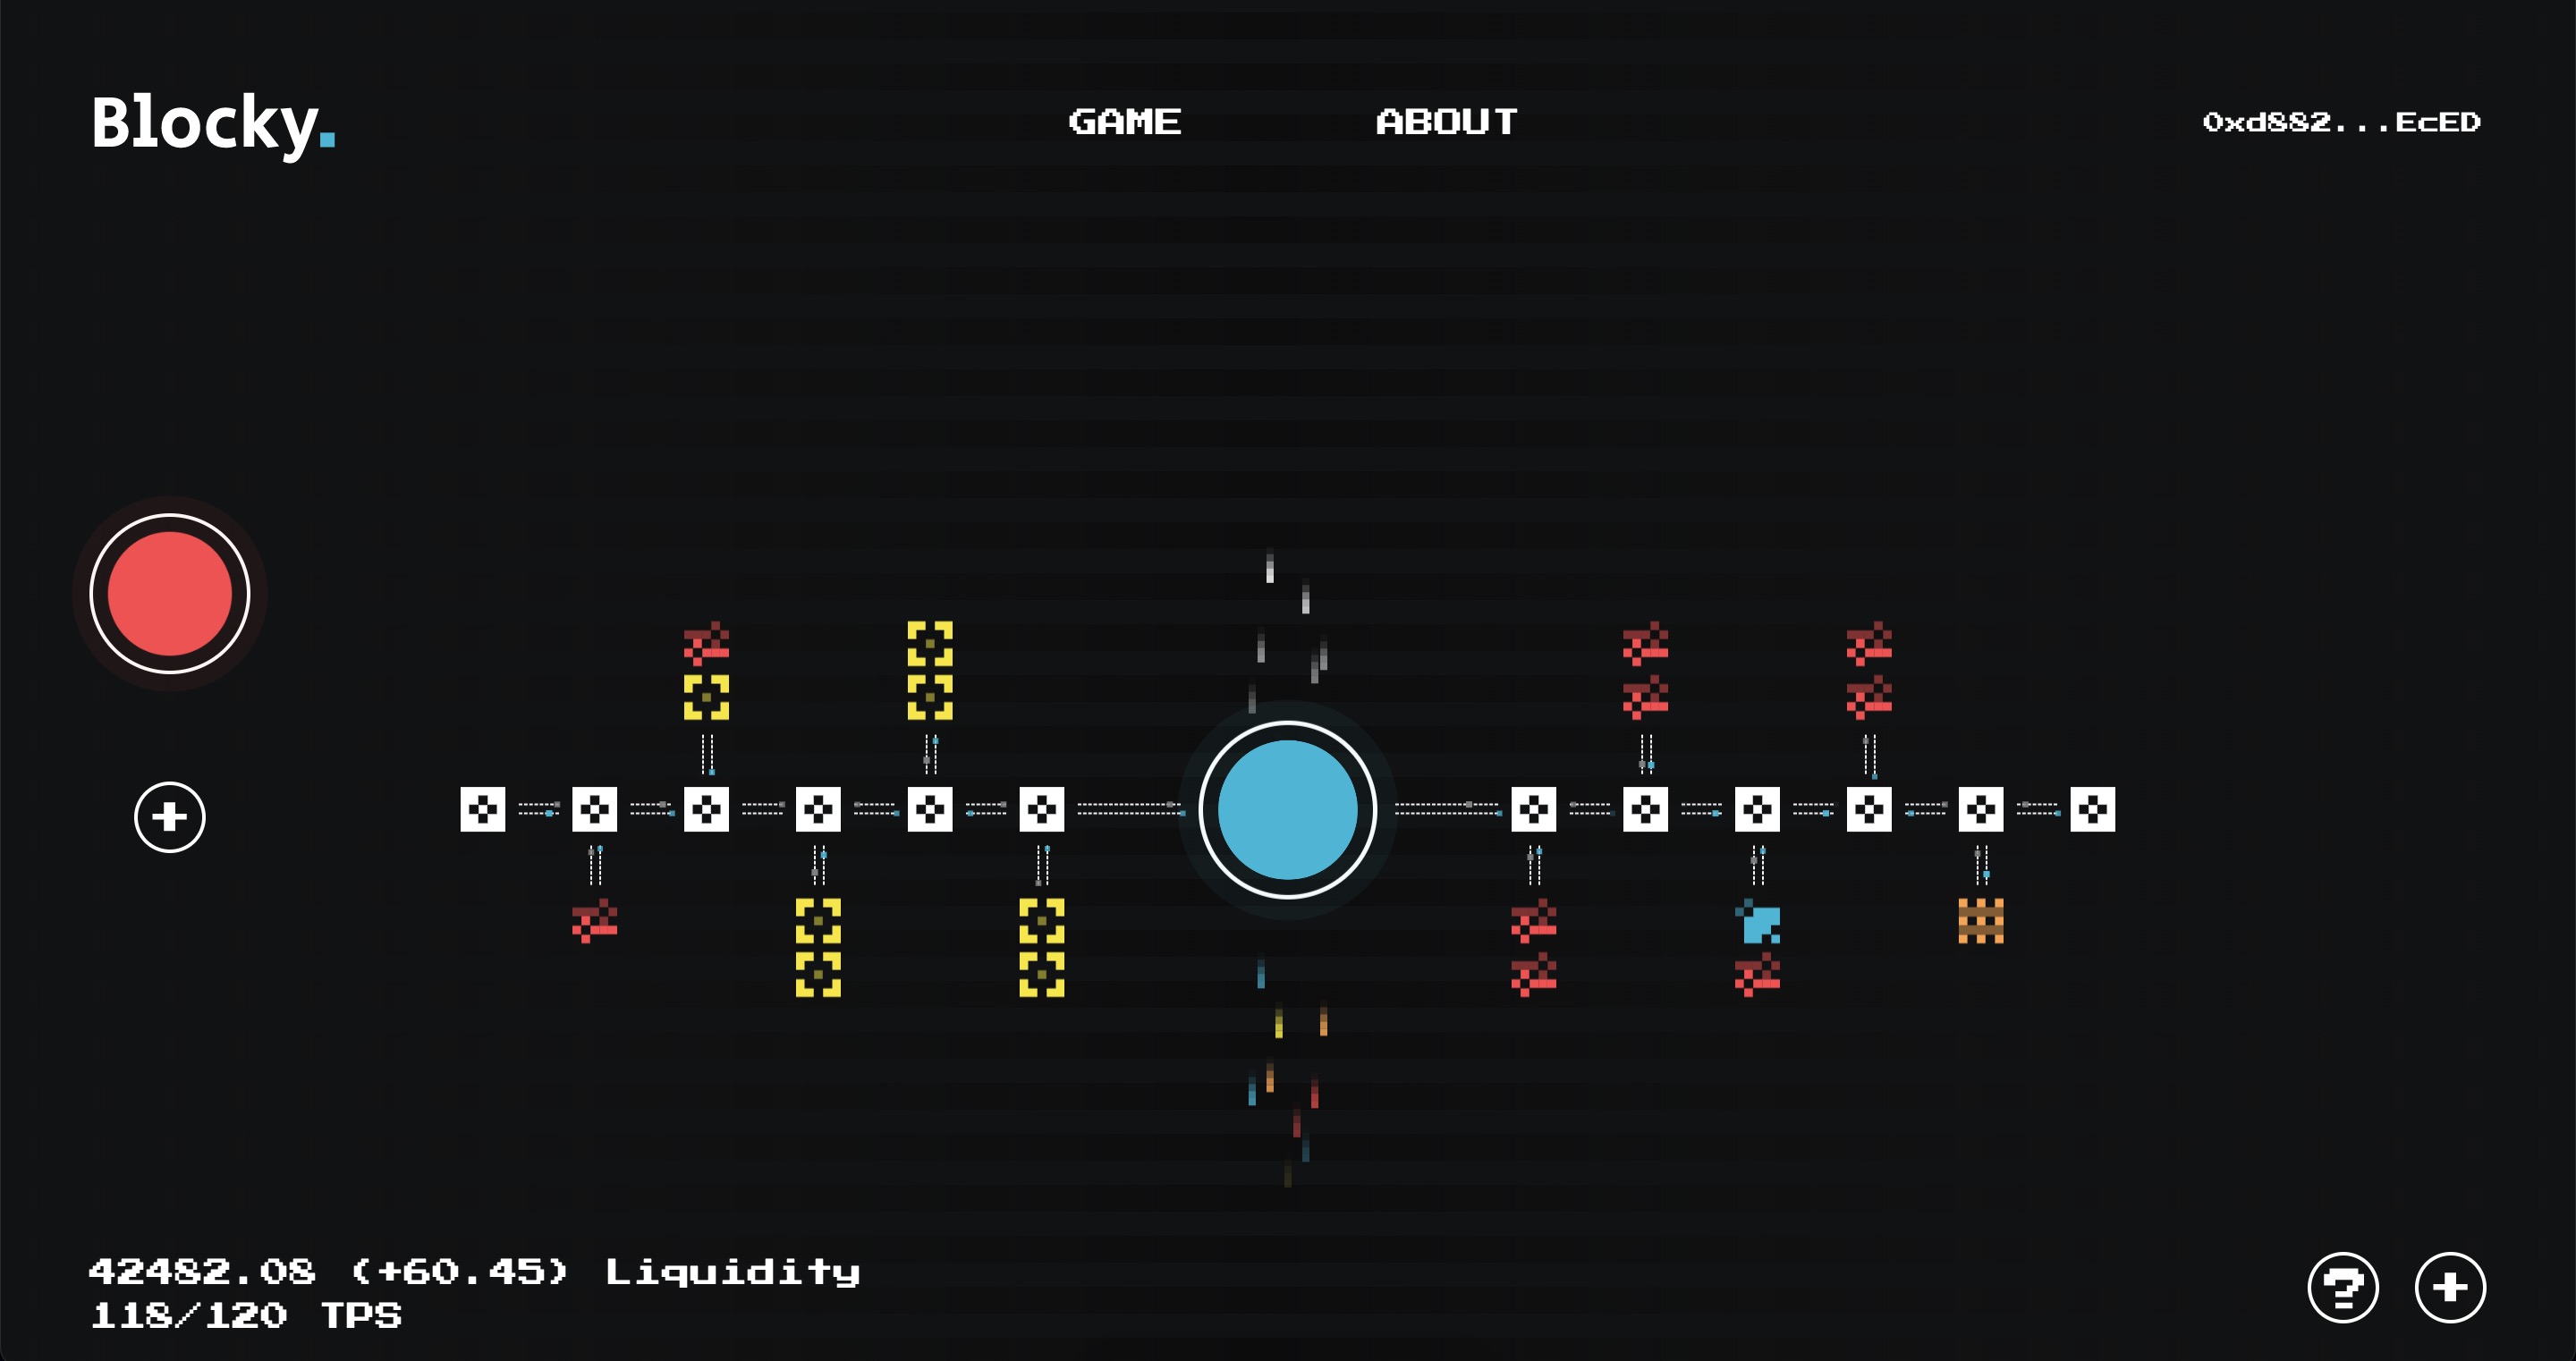 Blocky.
GAME
ABOUT
0xd882...EcED
42482.08 (+60.45) Liquidity
118/120 TPS
?
+